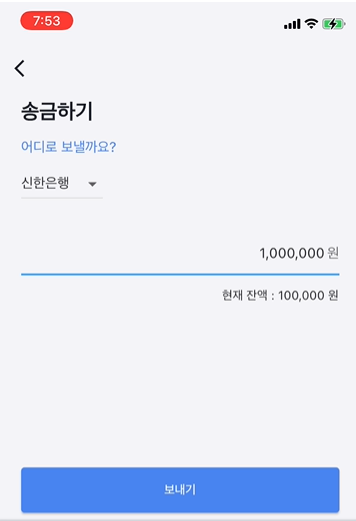 7:53
송금하기
어디로 보낼까요?
신한은행
1,000,000 원
현재 잔액 : 100,000 원
보내기